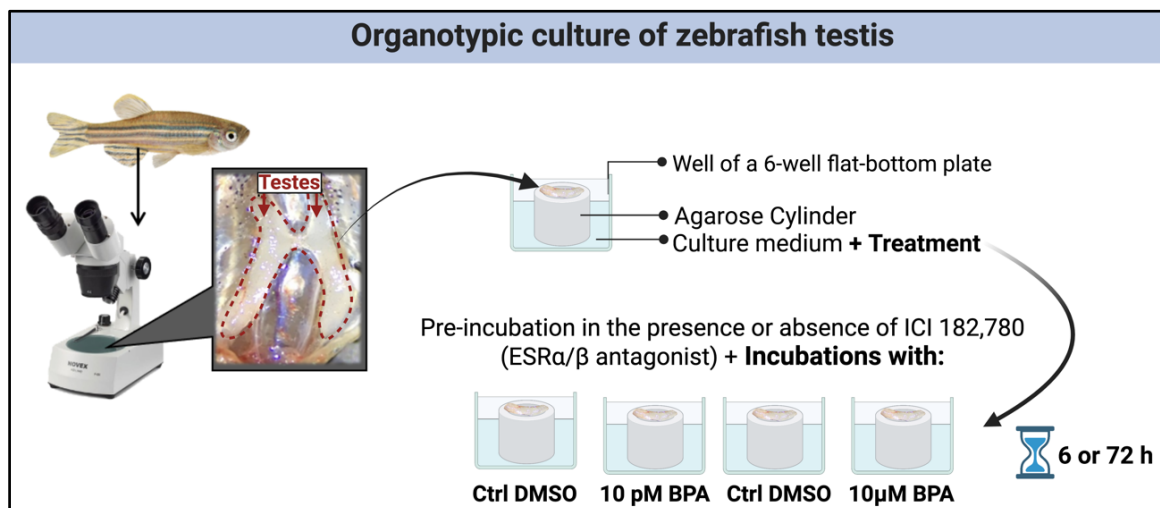 Organotypic culture of zebrafish testis
Testes
Well of a 6-well flat-bottom plate
Agarose Cylinder
Culture medium + Treatment
Pre-incubation in the presence or absence of ICI 182,780
(ESRα/β antagonist) + Incubations with:
Ctrl DMSO 10 pM BPA Ctrl DMSO 10µM BPA
6 or 72 h
NOVEX